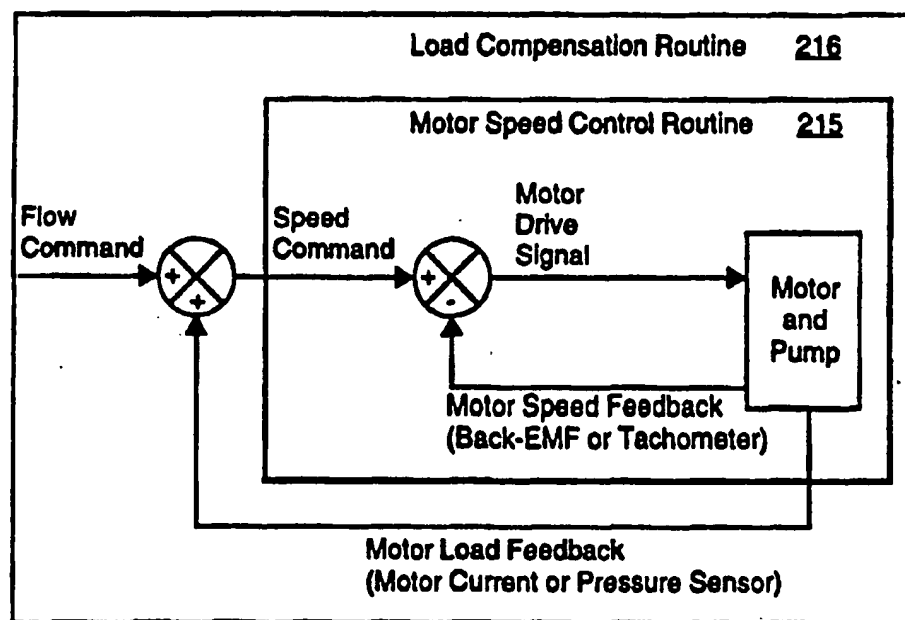 Load Compensation Routine 216
Motor Speed Control Routine 215
Flow
Command
Speed
Command
Motor
Drive
Signal
+
+
+
-
Motor
and
Pump
Motor Speed Feedback
(Back-EMF or Tachometer)
Motor Load Feedback
(Motor Current or Pressure Sensor)